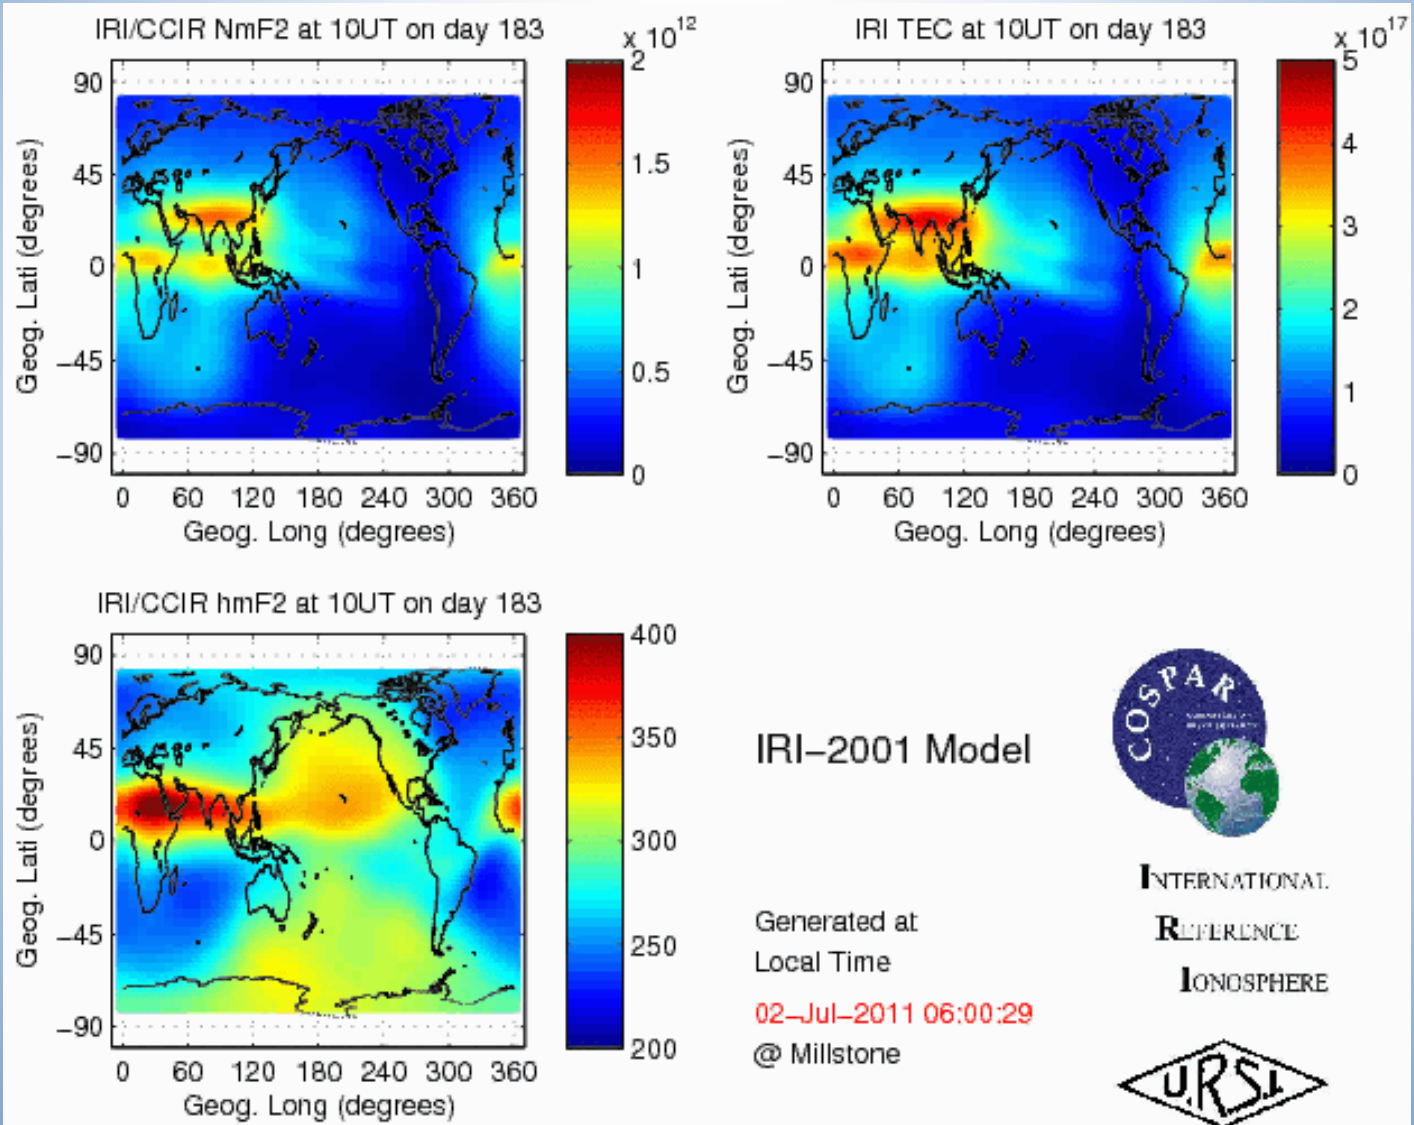 IRI/CCIR NmF2 at 10UT on day 183
x 10^12
2
1.5
1
0.5
0
90
45
0
−45
−90
0 60 120 180 240 300 360
Geog. Long (degrees)
Geog. Lati (degrees)
IRI TEC at 10UT on day 183
x 10^17
5
4
3
2
1
0
90
45
0
−45
−90
0 60 120 180 240 300 360
Geog. Long (degrees)
Geog. Lati (degrees)
IRI/CCIR hmF2 at 10UT on day 183
400
350
300
250
200
90
45
0
−45
−90
0 60 120 180 240 300 360
Geog. Long (degrees)
Geog. Lati (degrees)
IRI−2001 Model
Generated at
Local Time
02−Jul−2011 06:00:29
@ Millstone
COSPAR
INTERNATIONAL
REFERENCE
IONOSPHERE
U.R.S.I.